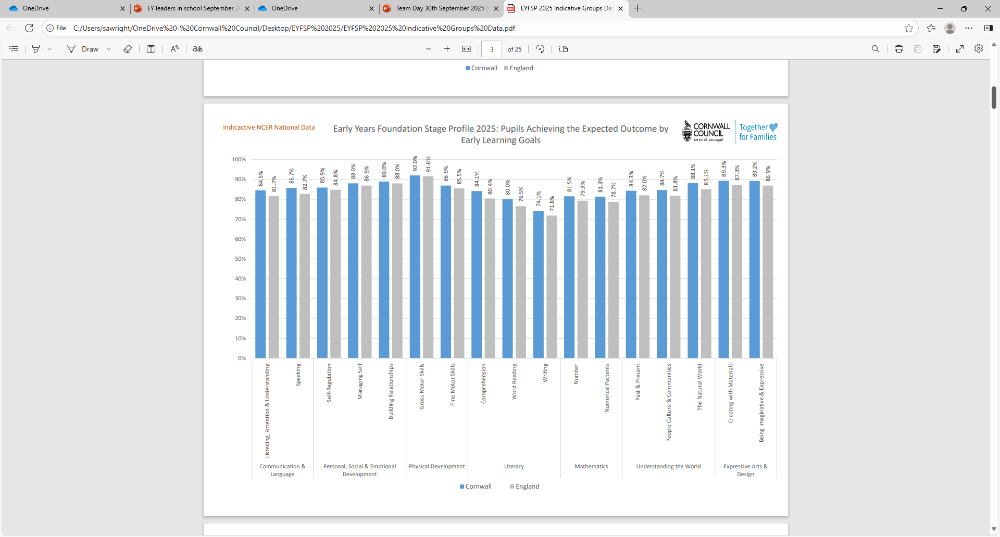 OneDrive
EY leaders in school September 2
OneDrive
Team Day 30th September 2025 (
EYFSP 2025 Indicative Groups Da
File
C:/Users/sawright/OneDrive%20-%20Cornwall%20Council/Desktop/EYFSP%202025/EYFSP%202025%20Indicative%20Groups%20Data.pdf
Draw
3 of 25
Cornwall England
Indicactive NCER National Data
Early Years Foundation Stage Profile 2025: Pupils Achieving the Expected Outcome by
Early Learning Goals
CORNWALL
COUNCIL
one and all • onen hag oll
Together
for Families
100%
90%
80%
70%
60%
50%
40%
30%
20%
10%
0%
84.5%
81.7%
85.7%
82.7%
85.9%
84.8%
88.0%
86.9%
89.0%
88.0%
92.0%
91.6%
86.9%
85.5%
84.1%
80.4%
80.0%
76.5%
74.1%
71.8%
81.5%
79.3%
81.3%
78.7%
84.3%
82.0%
84.7%
81.8%
88.1%
85.1%
89.3%
87.3%
89.2%
86.9%
Listening, Attention & Understanding
Speaking
Self-Regulation
Managing Self
Building Relationships
Gross Motor Skills
Fine Motor Skills
Comprehension
Word Reading
Writing
Number
Numerical Patterns
Past & Present
People Culture & Communities
The Natural World
Creating with Materials
Being Imaginative & Expressive
Communication &
Language
Personal, Social & Emotional
Development
Physical Development
Literacy
Mathematics
Understanding the World
Expressive Arts &
Design
Cornwall England